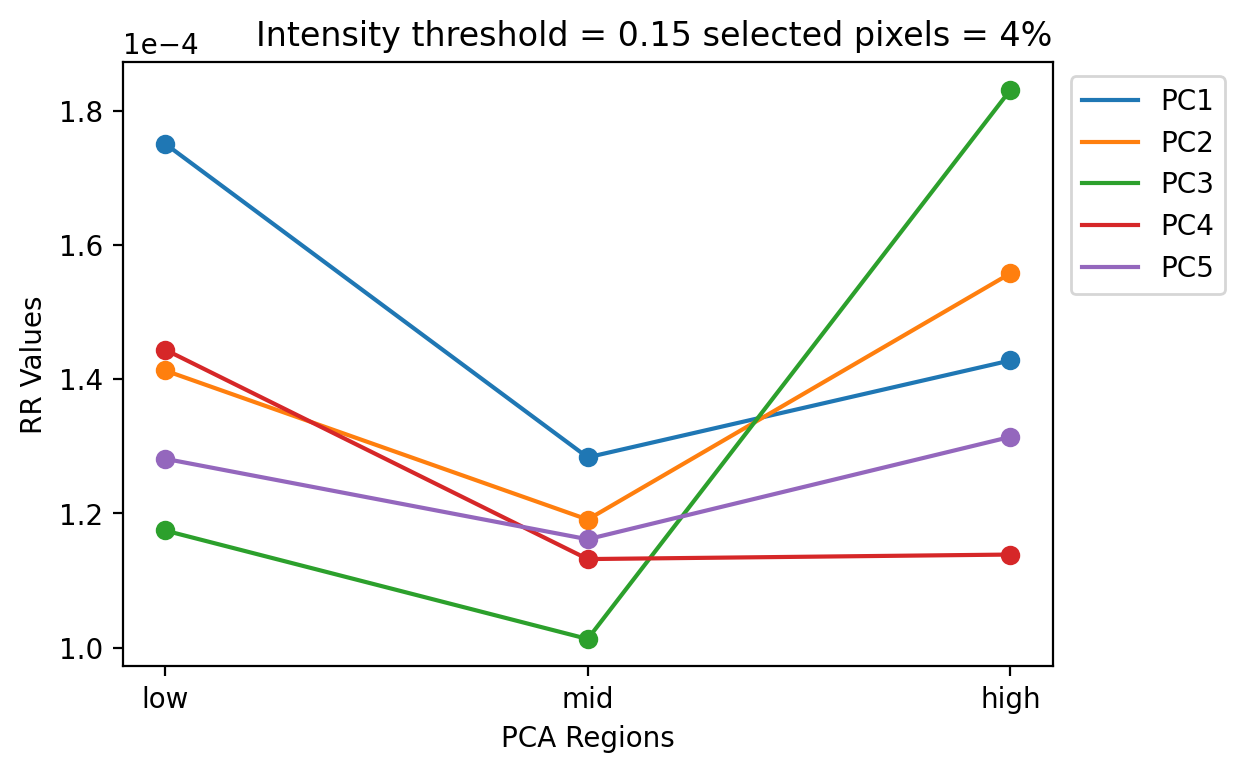 Intensity threshold = 0.15 selected pixels = 4%
1e−4
1.8
1.6
1.4
1.2
1.0
RR Values
low
mid
high
PCA Regions
PC1
PC2
PC3
PC4
PC5